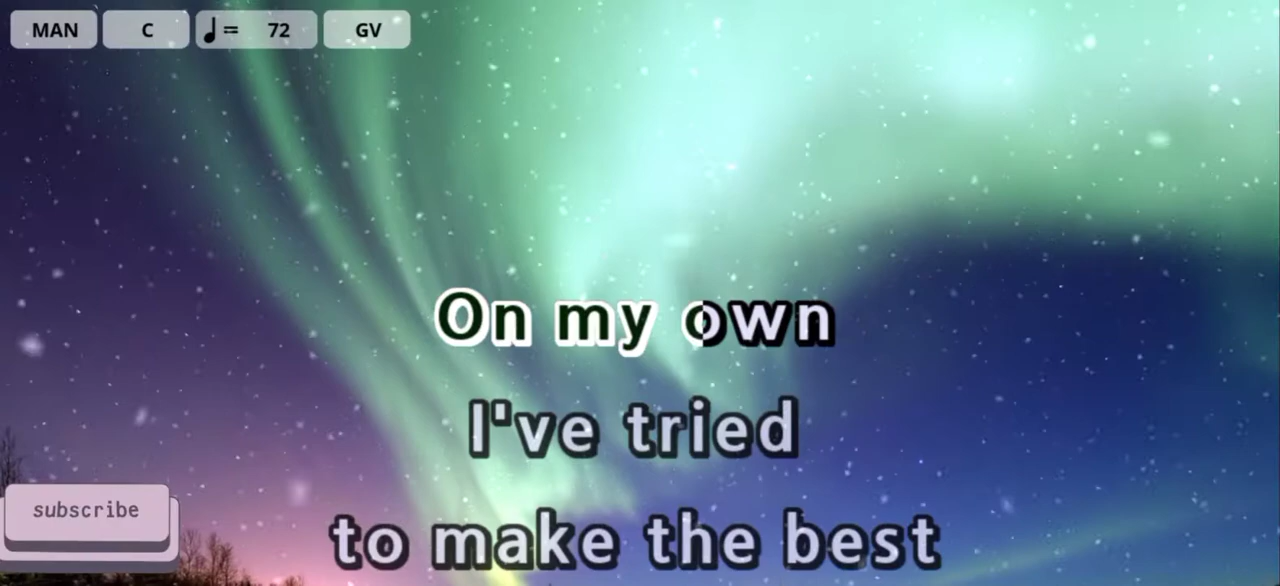 MAN C ♩= 72 GV
On my own
I've tried
to make the best
subscribe